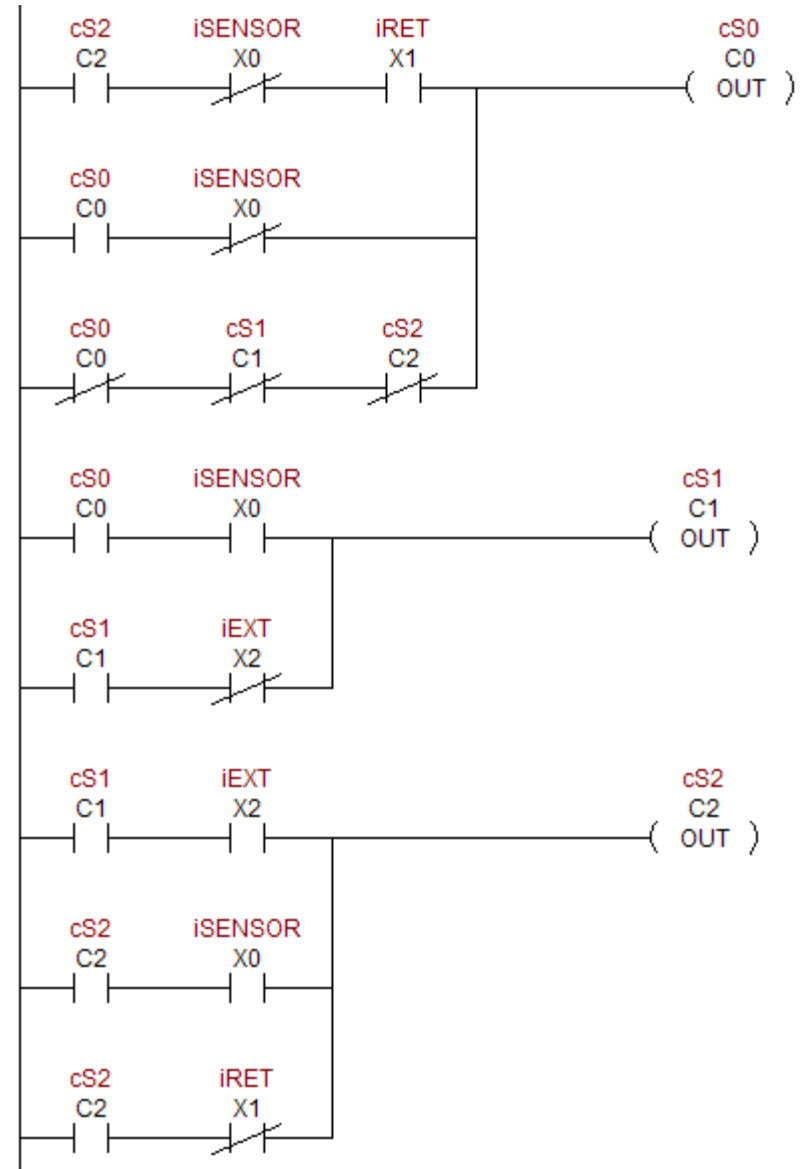 cS2 iSENSOR iRET cS0
C2 X0 X1 C0
OUT
cS0 iSENSOR
C0 X0
cS0 cS1 cS2
C0 C1 C2
cS0 iSENSOR cS1
C0 X0 C1
OUT
cS1 iEXT
C1 X2
cS1 iEXT cS2
C1 X2 C2
OUT
cS2 iSENSOR
C2 X0
cS2 iRET
C2 X1